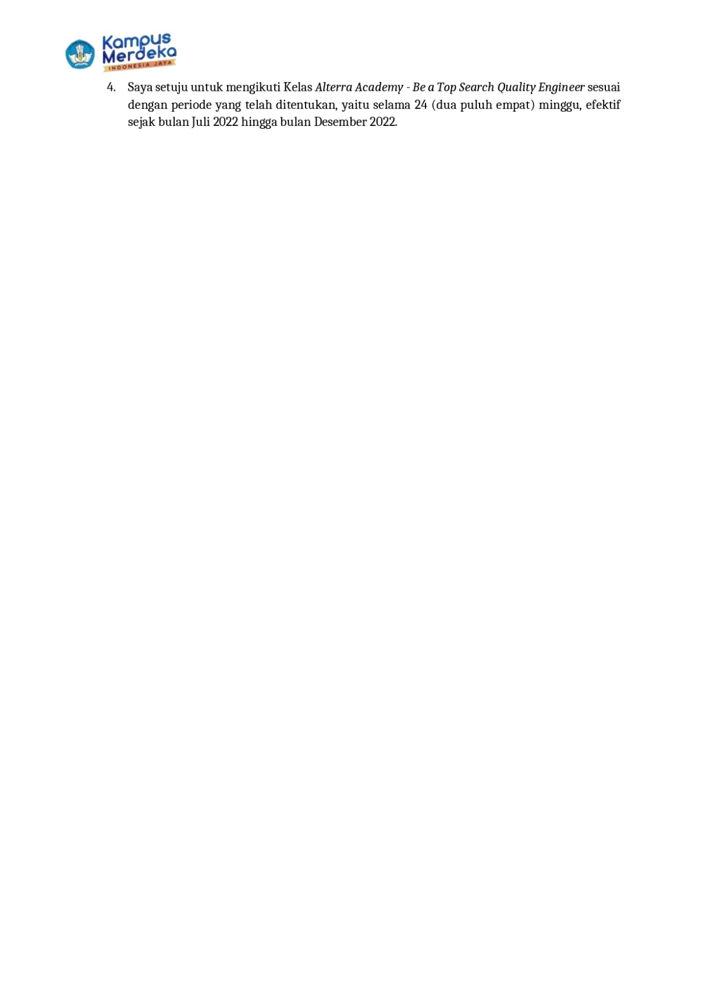 Kampus
Merdeka
INDONESIA JAYA
4. Saya setuju untuk mengikuti Kelas Alterra Academy - Be a Top Search Quality Engineer sesuai
dengan periode yang telah ditentukan, yaitu selama 24 (dua puluh empat) minggu, efektif
sejak bulan Juli 2022 hingga bulan Desember 2022.